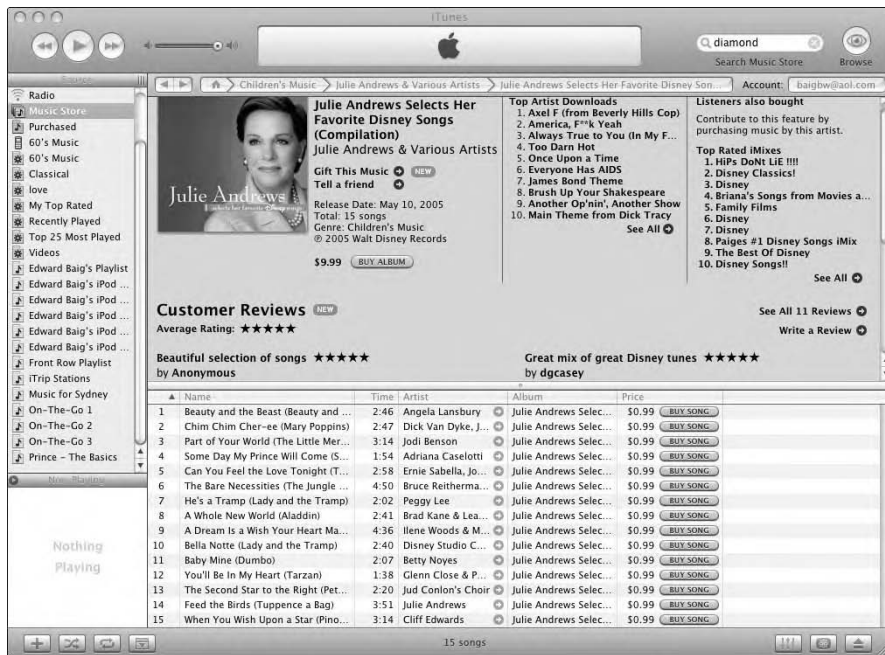 iTunes
diamond
Search Music Store
Browse
Source
Radio
Music Store
Purchased
60's Music
60's Music
Classical
love
My Top Rated
Recently Played
Top 25 Most Played
Videos
Edward Baig's Playlist
Edward Baig's iPod ...
Edward Baig's iPod ...
Edward Baig's iPod ...
Edward Baig's iPod ...
Edward Baig's iPod ...
Front Row Playlist
iTrip Stations
Music for Sydney
On-The-Go 1
On-The-Go 2
On-The-Go 3
Prince - The Basics
Now Playing
Nothing
Playing
Children's Music Julie Andrews & Various Artists Julie Andrews Selects Her Favorite Disney Son... Account: baigbw@aol.com
Julie Andrews
selects her favorite Disney songs
Julie Andrews Selects Her
Favorite Disney Songs
(Compilation)
Julie Andrews & Various Artists
Gift This Music NEW
Tell a friend
Release Date: May 10, 2005
Total: 15 songs
Genre: Children's Music
℗ 2005 Walt Disney Records
$9.99 BUY ALBUM
Top Artist Downloads
1. Axel F (from Beverly Hills Cop)
2. America, F**k Yeah
3. Always True to You (In My F...
4. Too Darn Hot
5. Once Upon a Time
6. Everyone Has AIDS
7. James Bond Theme
8. Brush Up Your Shakespeare
9. Another Op'nin', Another Show
10. Main Theme from Dick Tracy
See All
Listeners also bought
Contribute to this feature by
purchasing music by this artist.
Top Rated iMixes
1. HiPs DoNt LiE !!!!
2. Disney Classics!
3. Disney
4. Briana's Songs from Movies a...
5. Family Films
6. Disney
7. Disney
8. Paiges #1 Disney Songs iMix
9. The Best Of Disney
10. Disney Songs!!
See All
Customer Reviews NEW
Average Rating: ★★★★★
See All 11 Reviews
Write a Review
Beautiful selection of songs ★★★★★
by Anonymous
Great mix of great Disney tunes ★★★★★
by dgcasey
Name Time Artist Album Price
1 Beauty and the Beast (Beauty and ... 2:46 Angela Lansbury Julie Andrews Selec... $0.99 BUY SONG
2 Chim Chim Cher-ee (Mary Poppins) 2:47 Dick Van Dyke, J... Julie Andrews Selec... $0.99 BUY SONG
3 Part of Your World (The Little Mer... 3:14 Jodi Benson Julie Andrews Selec... $0.99 BUY SONG
4 Some Day My Prince Will Come (S... 1:54 Adriana Caselotti Julie Andrews Selec... $0.99 BUY SONG
5 Can You Feel the Love Tonight (T... 2:58 Ernie Sabella, Jo... Julie Andrews Selec... $0.99 BUY SONG
6 The Bare Necessities (The Jungle ... 4:50 Bruce Reitherma... Julie Andrews Selec... $0.99 BUY SONG
7 He's a Tramp (Lady and the Tramp) 2:02 Peggy Lee Julie Andrews Selec... $0.99 BUY SONG
8 A Whole New World (Aladdin) 2:41 Brad Kane & Lea... Julie Andrews Selec... $0.99 BUY SONG
9 A Dream Is a Wish Your Heart Ma... 4:36 Ilene Woods & M... Julie Andrews Selec... $0.99 BUY SONG
10 Bella Notte (Lady and the Tramp) 2:40 Disney Studio C... Julie Andrews Selec... $0.99 BUY SONG
11 Baby Mine (Dumbo) 2:07 Betty Noyes Julie Andrews Selec... $0.99 BUY SONG
12 You'll Be In My Heart (Tarzan) 1:38 Glenn Close & P... Julie Andrews Selec... $0.99 BUY SONG
13 The Second Star to the Right (Pet... 2:20 Jud Conlon's Choir Julie Andrews Selec... $0.99 BUY SONG
14 Feed the Birds (Tuppence a Bag) 3:51 Julie Andrews Julie Andrews Selec... $0.99 BUY SONG
15 When You Wish Upon a Star (Pino... 3:14 Cliff Edwards Julie Andrews Selec... $0.99 BUY SONG
15 songs